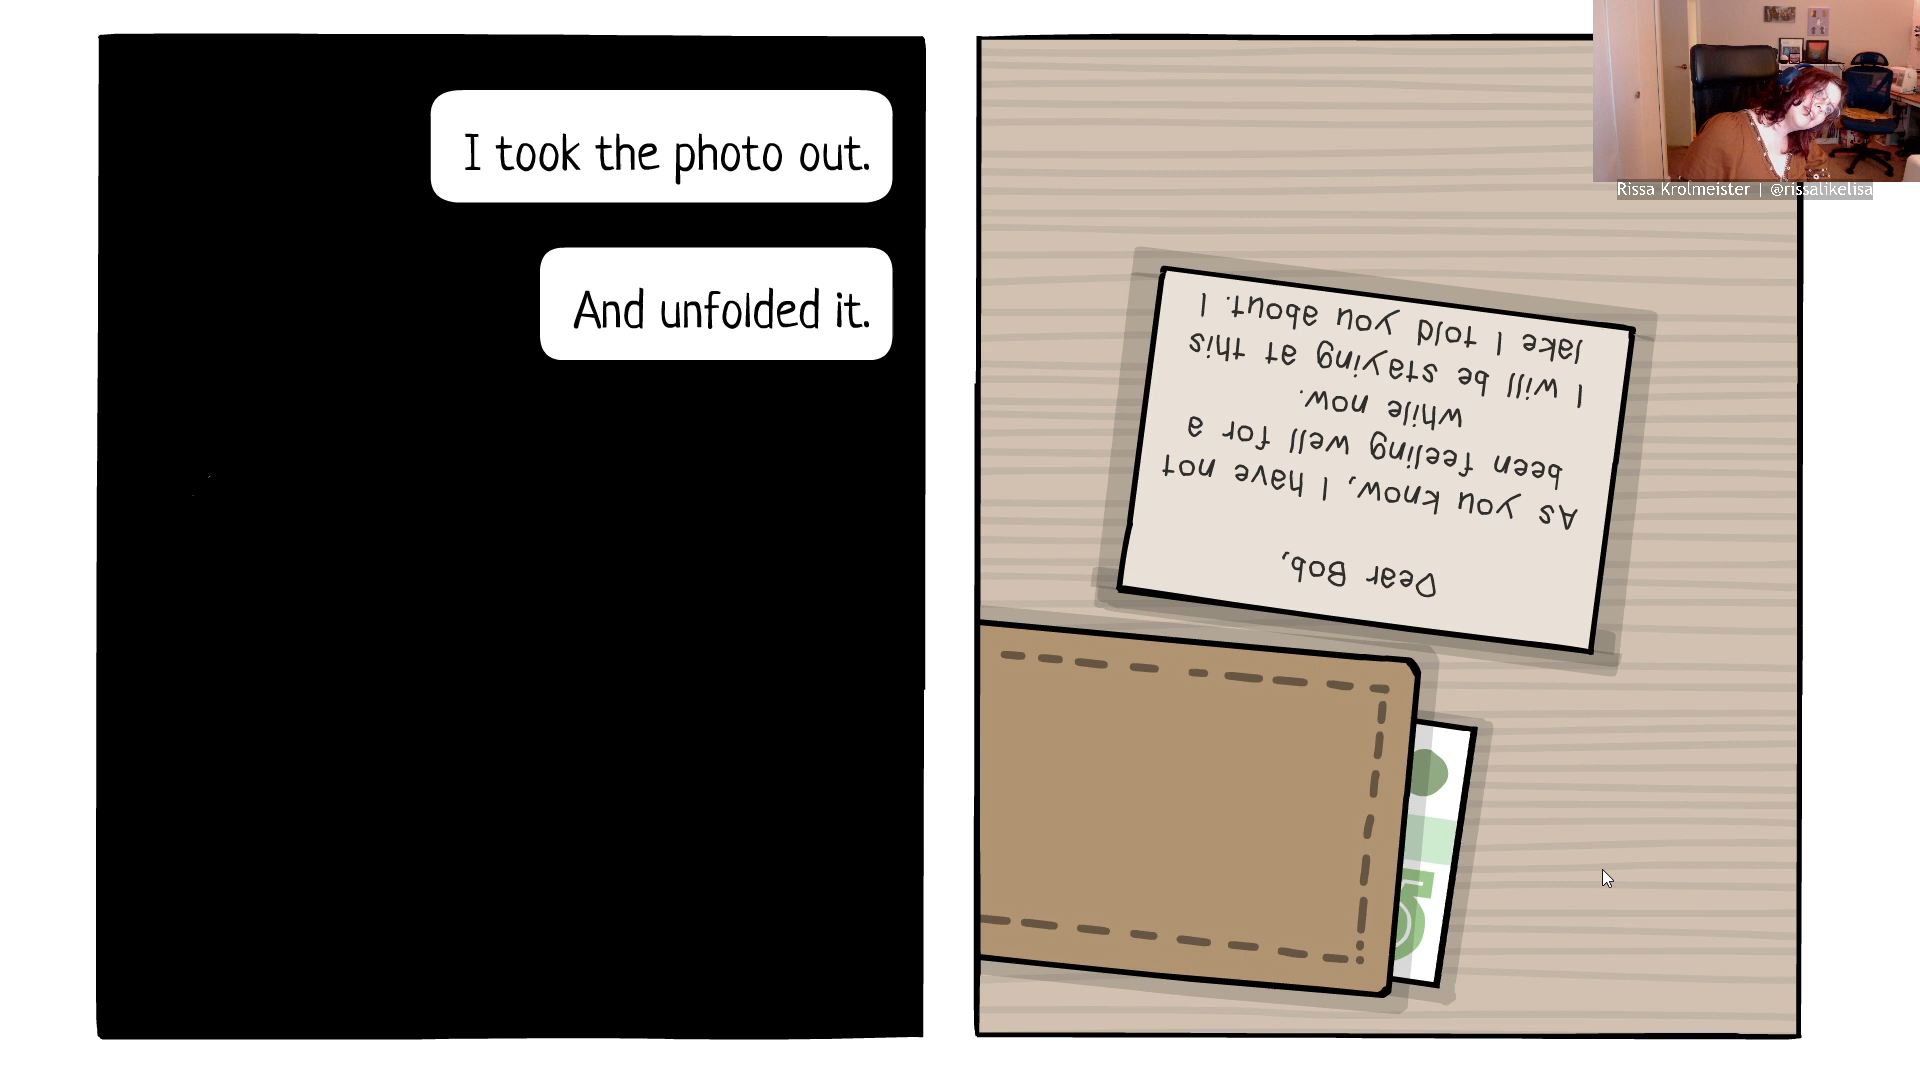 I took the photo out.
And unfolded it.
Rissa Krolmeister | @rissalikelisa
Dear Bob,
As you know, I have not
been feeling well for a
while now.
I will be staying at this
lake I told you about. I
5